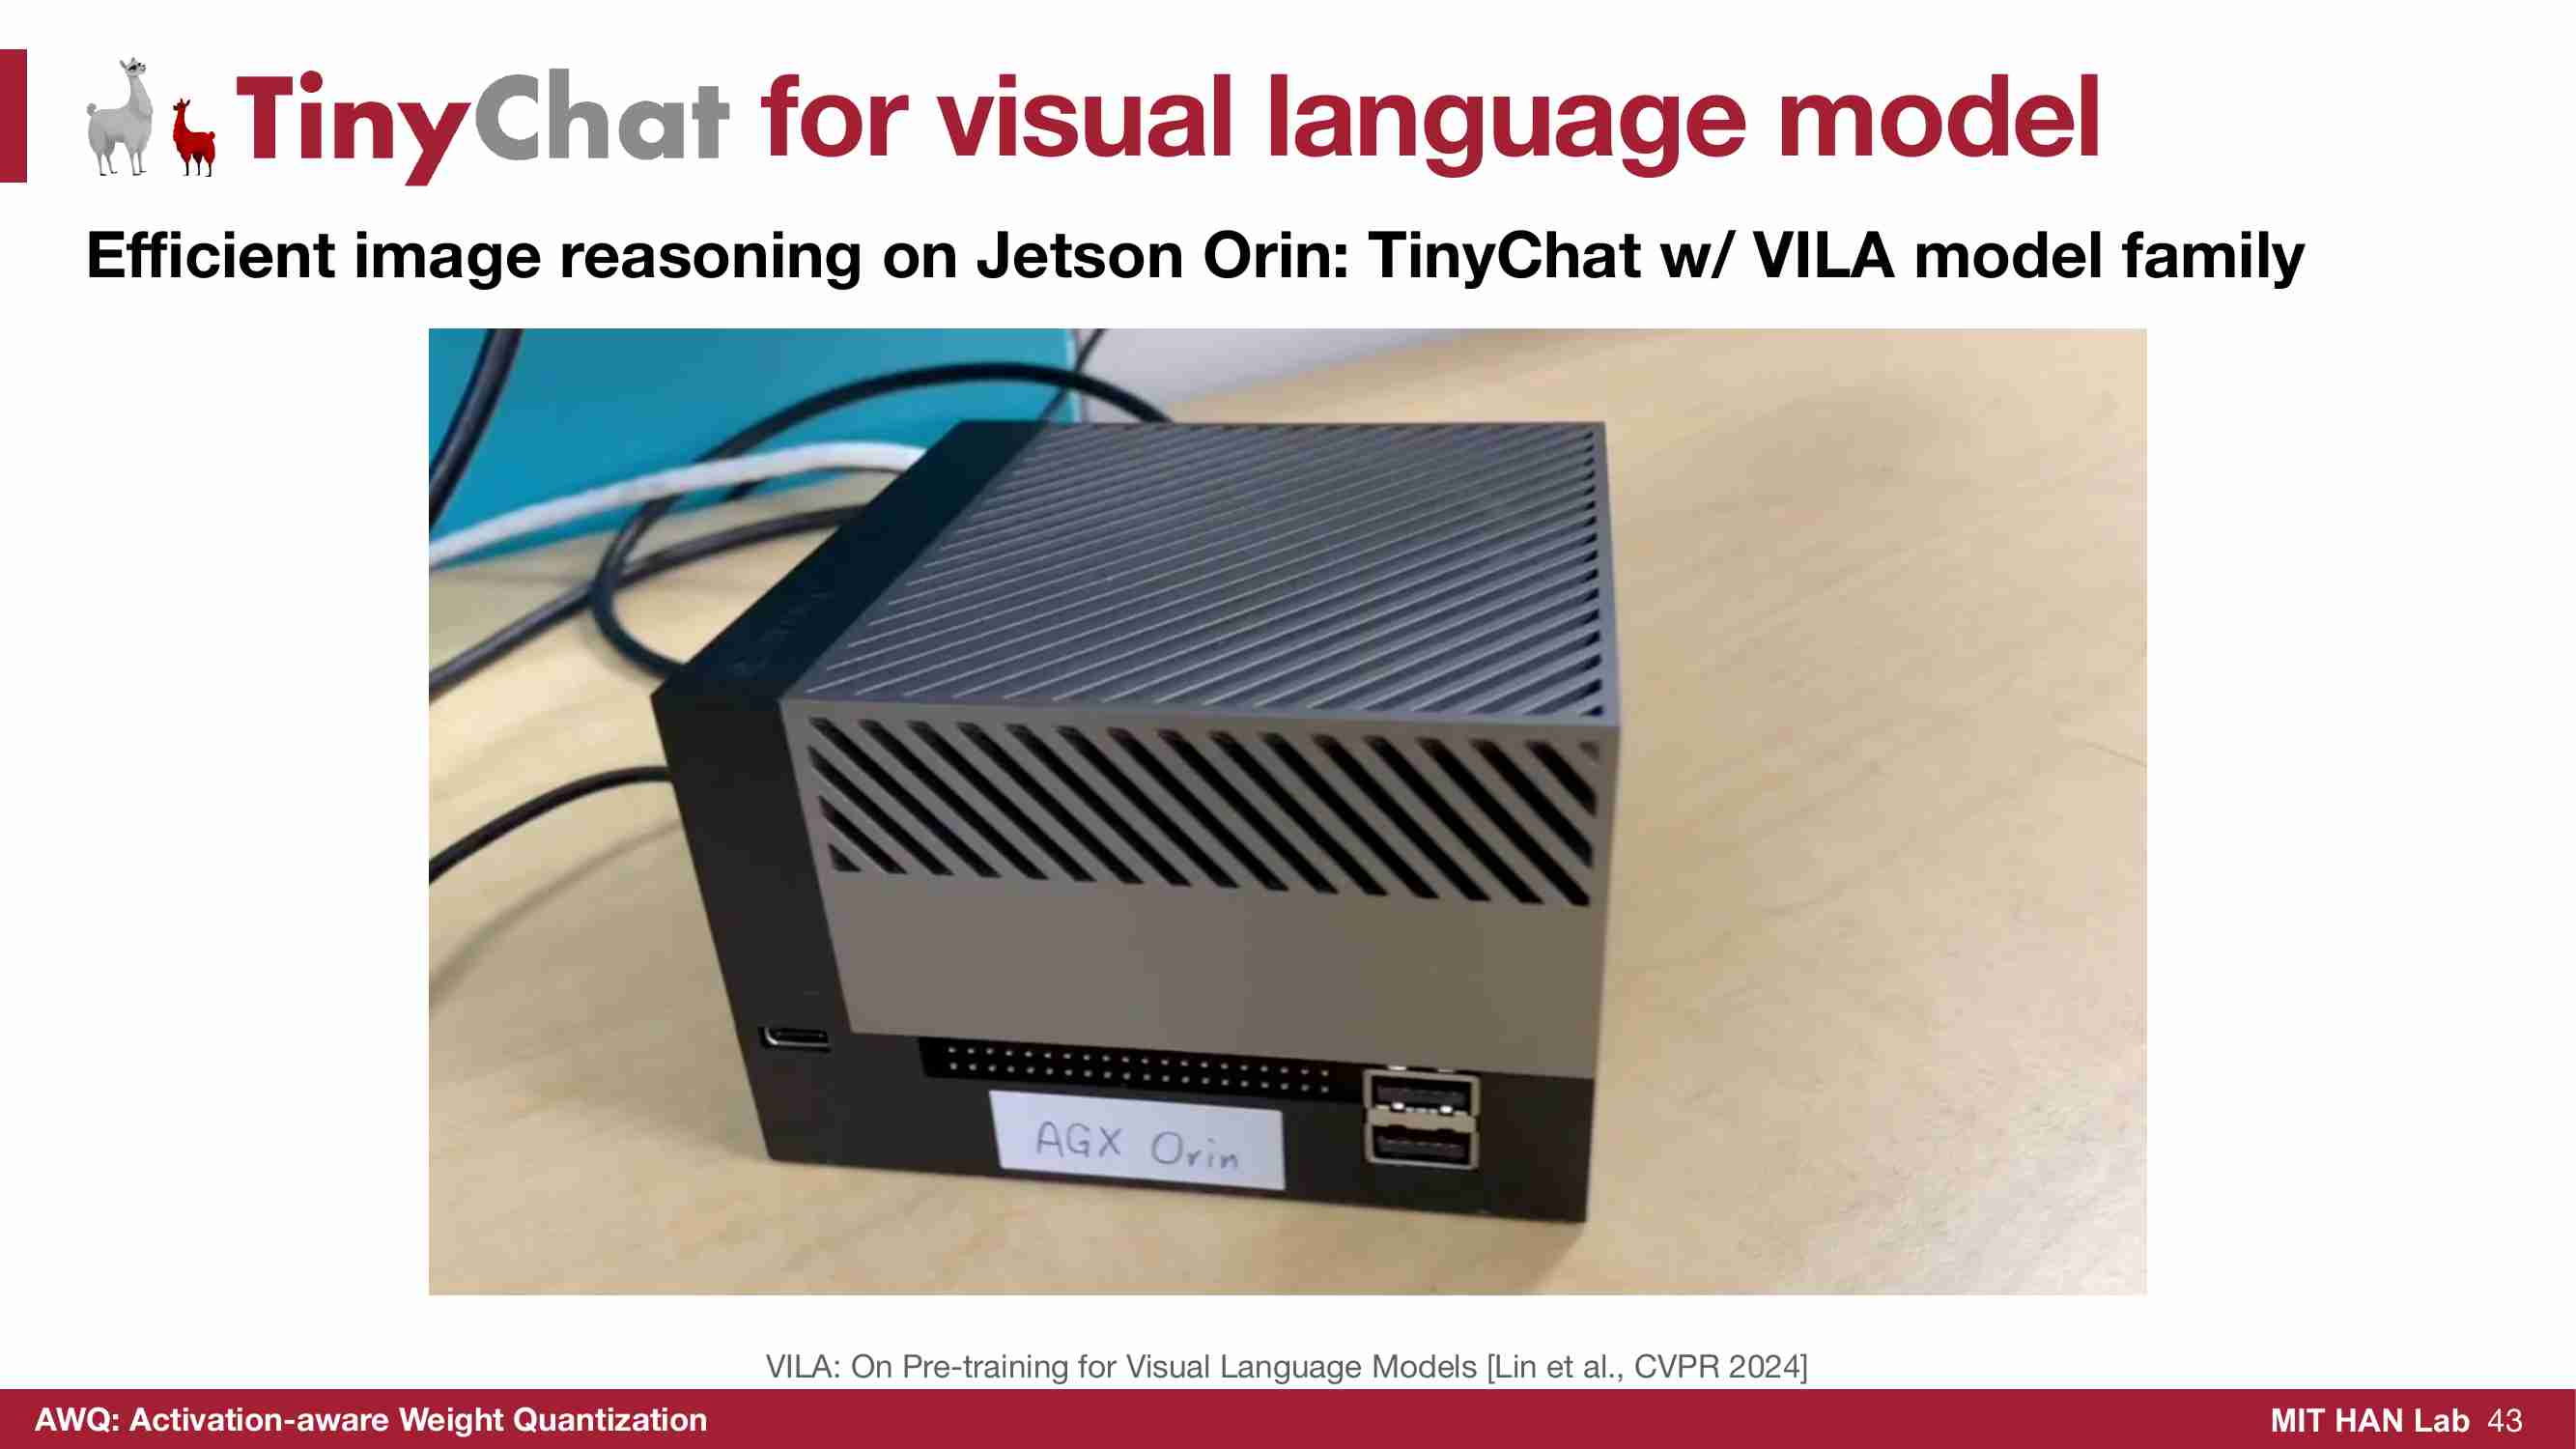 TinyChat for visual language model
Efficient image reasoning on Jetson Orin: TinyChat w/ VILA model family
AGX Orin
VILA: On Pre-training for Visual Language Models [Lin et al., CVPR 2024]
AWQ: Activation-aware Weight Quantization
MIT HAN Lab 43